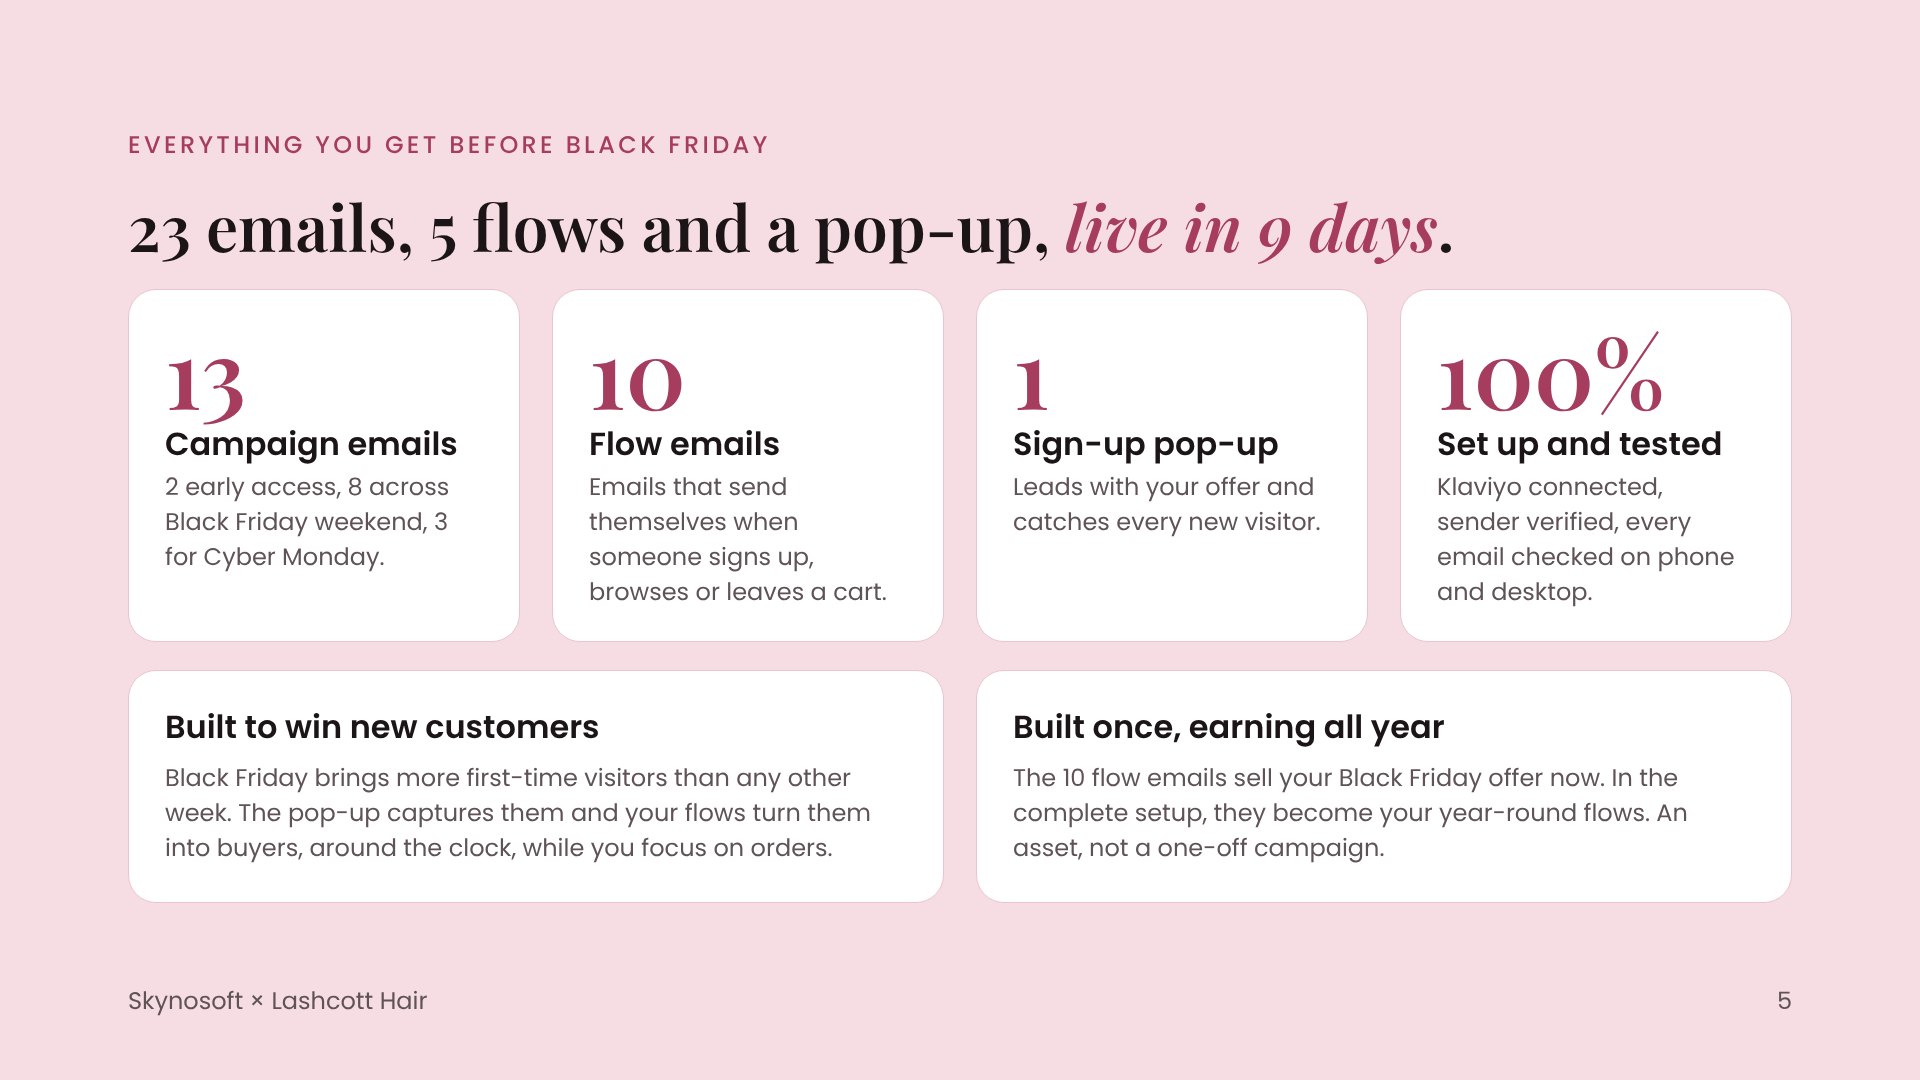 EVERYTHING YOU GET BEFORE BLACK FRIDAY
23 emails, 5 flows and a pop-up, live in 9 days.
13
Campaign emails
2 early access, 8 across
Black Friday weekend, 3
for Cyber Monday.
10
Flow emails
Emails that send
themselves when
someone signs up,
browses or leaves a cart.
1
Sign-up pop-up
Leads with your offer and
catches every new visitor.
100%
Set up and tested
Klaviyo connected,
sender verified, every
email checked on phone
and desktop.
Built to win new customers
Black Friday brings more first-time visitors than any other
week. The pop-up captures them and your flows turn them
into buyers, around the clock, while you focus on orders.
Built once, earning all year
The 10 flow emails sell your Black Friday offer now. In the
complete setup, they become your year-round flows. An
asset, not a one-off campaign.
Skynosoft × Lashcott Hair
5